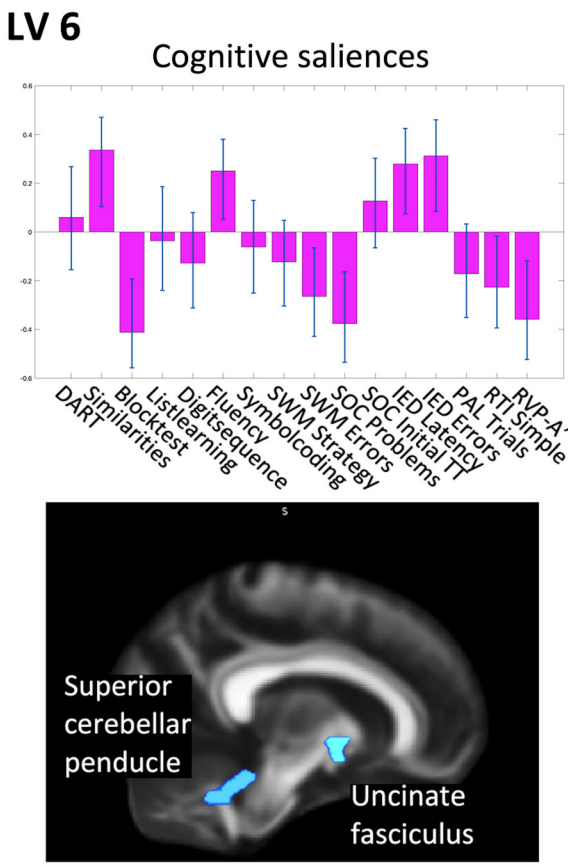 LV 6
Cognitive saliences
0.6
0.4
0.2
0
-0.2
-0.4
-0.6
DART
Similarities
Blocktest
Listlearning
Digitsequence
Fluency
Symbolcoding
SWM Strategy
SWM Errors
SOC Problems
SOC Initial TT
IED Latency
IED Errors
PAL Trials
RTI Simple
RVP-A'
s
Superior
cerebellar
penducle
Uncinate
fasciculus